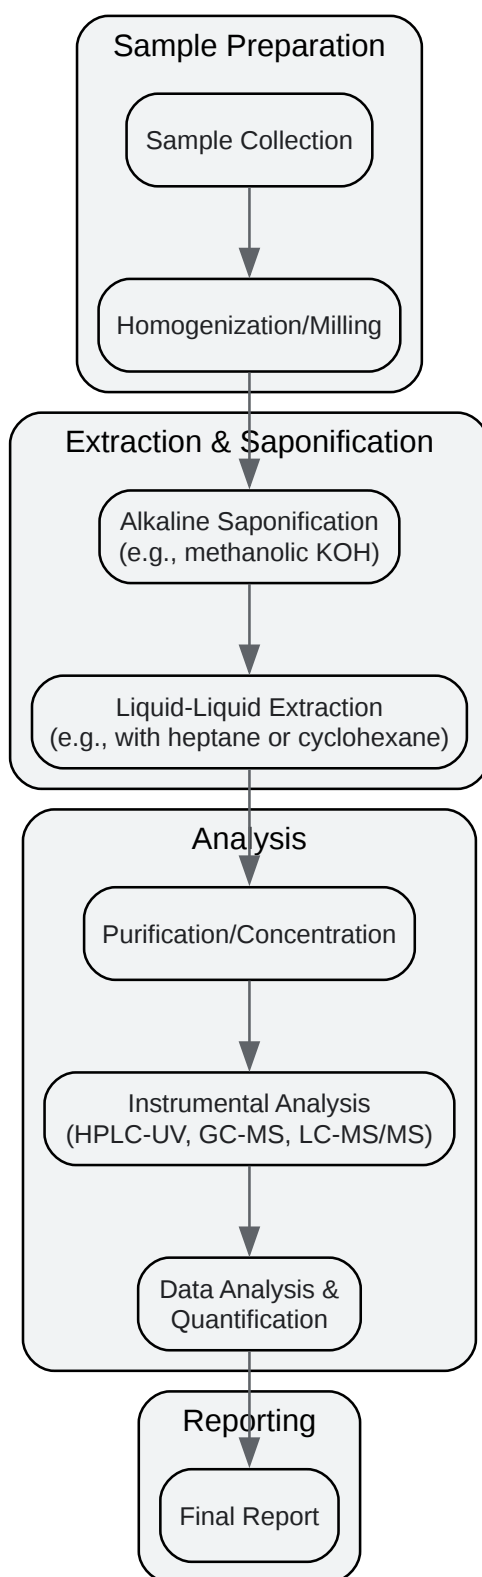 Sample Preparation
Sample Collection
Homogenization/Milling
Extraction & Saponification
Alkaline Saponification
(e.g., methanolic KOH)
Liquid-Liquid Extraction
(e.g., with heptane or cyclohexane)
Analysis
Purification/Concentration
Instrumental Analysis
(HPLC-UV, GC-MS, LC-MS/MS)
Data Analysis &
Quantification
Reporting
Final Report